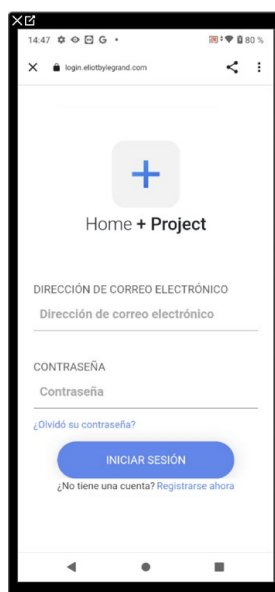 14:47 G • 80 %
login.eliotbylegrand.com
Home + Project
DIRECCIÓN DE CORREO ELECTRÓNICO
Dirección de correo electrónico
CONTRASEÑA
Contraseña
¿Olvidó su contraseña?
INICIAR SESIÓN
¿No tiene una cuenta? Registrarse ahora